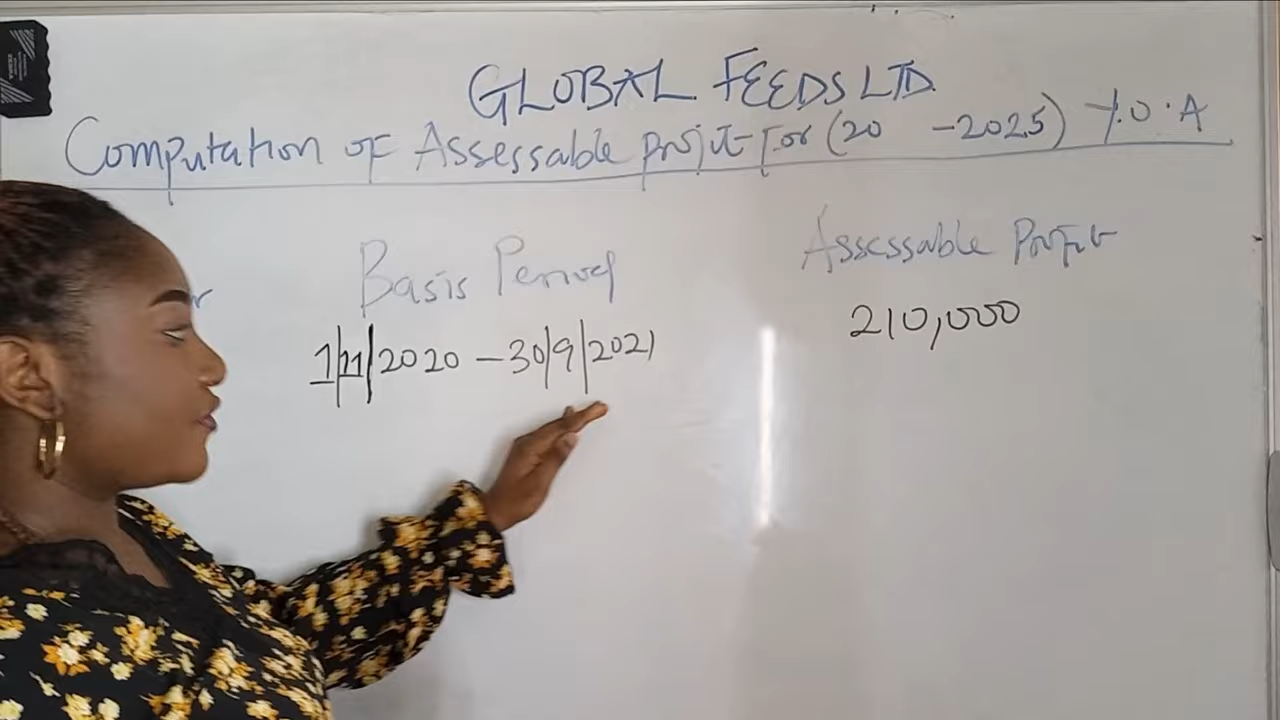 GLOBAL FEEDS LTD.
Computation of Assessable profit for (20 -2025) Y.O.A
Basis Period
Assessable Profit
1/11/2020 - 30/9/2021
210,000